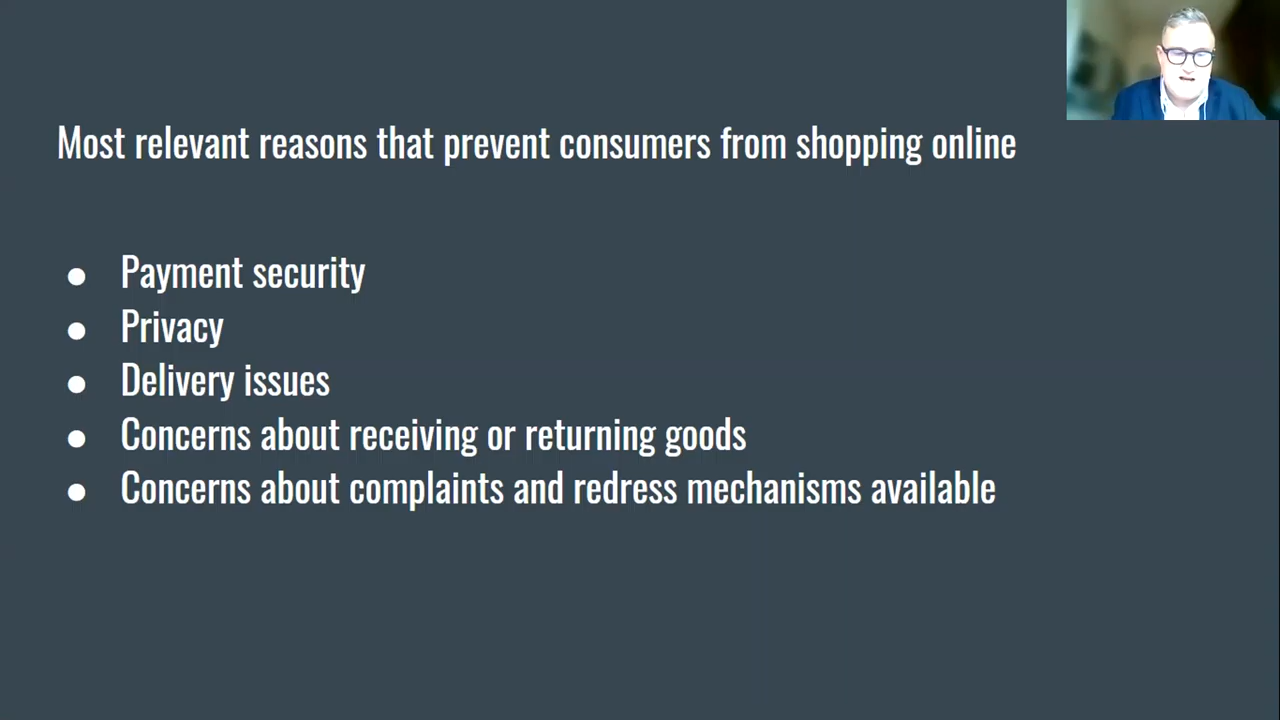 Most relevant reasons that prevent consumers from shopping online
● Payment security
● Privacy
● Delivery issues
● Concerns about receiving or returning goods
● Concerns about complaints and redress mechanisms available